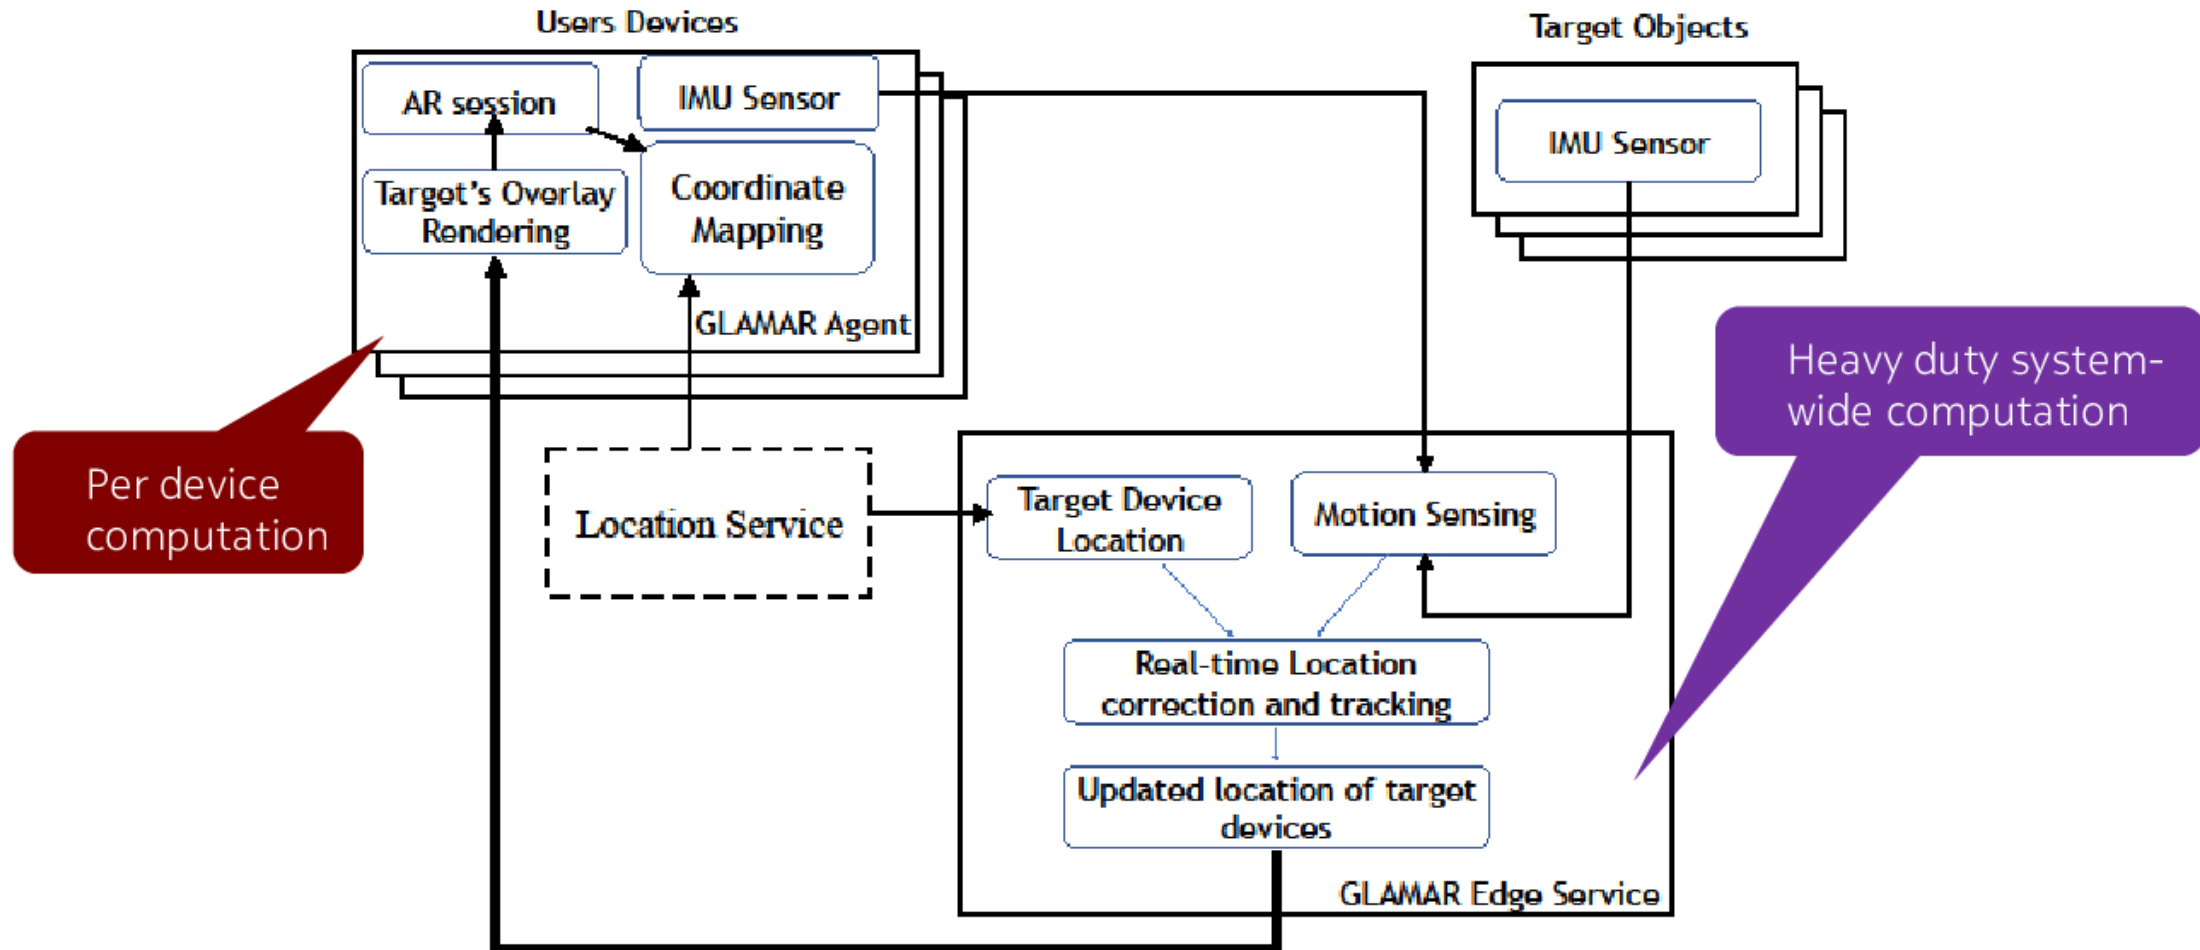 Users Devices
AR session
IMU Sensor
Target's Overlay
Rendering
Coordinate
Mapping
GLAMAR Agent
Target Objects
IMU Sensor
Per device
computation
Heavy duty system-
wide computation
Location Service
Target Device
Location
Motion Sensing
Real-time Location
correction and tracking
Updated location of target
devices
GLAMAR Edge Service